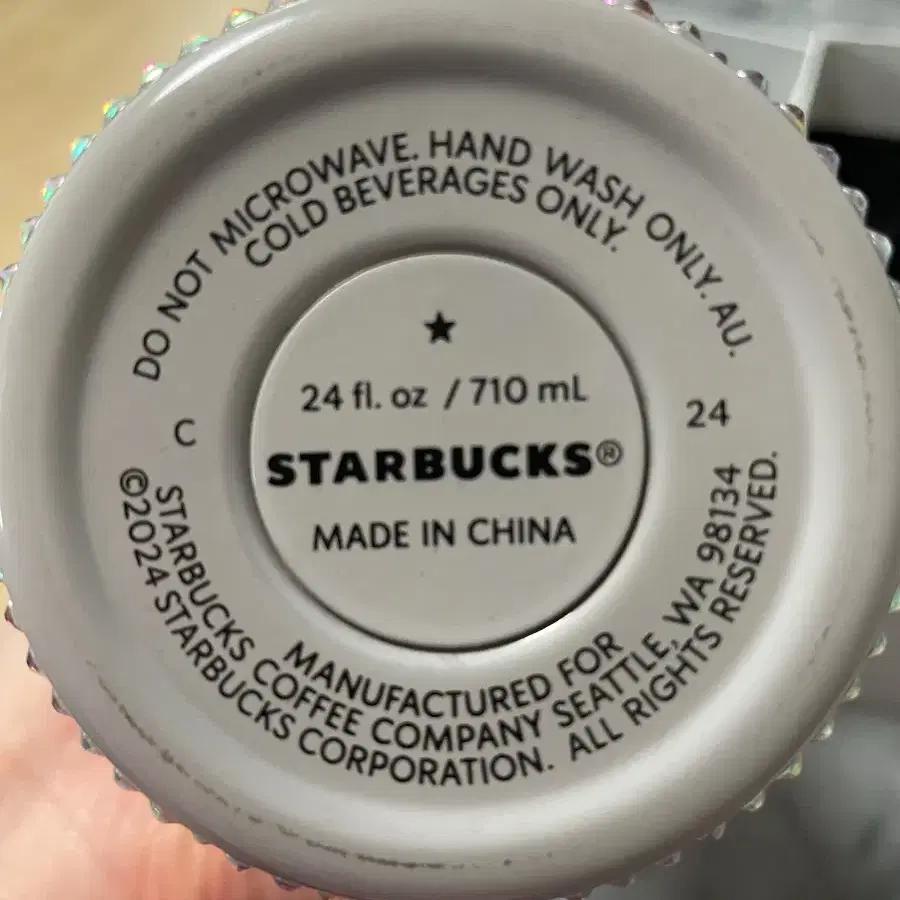 DO NOT MICROWAVE. HAND WASH ONLY. AU.
COLD BEVERAGES ONLY.
★
24 fl. oz / 710 mL
C
24
STARBUCKS®
MADE IN CHINA
MANUFACTURED FOR
STARBUCKS COFFEE COMPANY SEATTLE, WA 98134
©2024 STARBUCKS CORPORATION. ALL RIGHTS RESERVED.